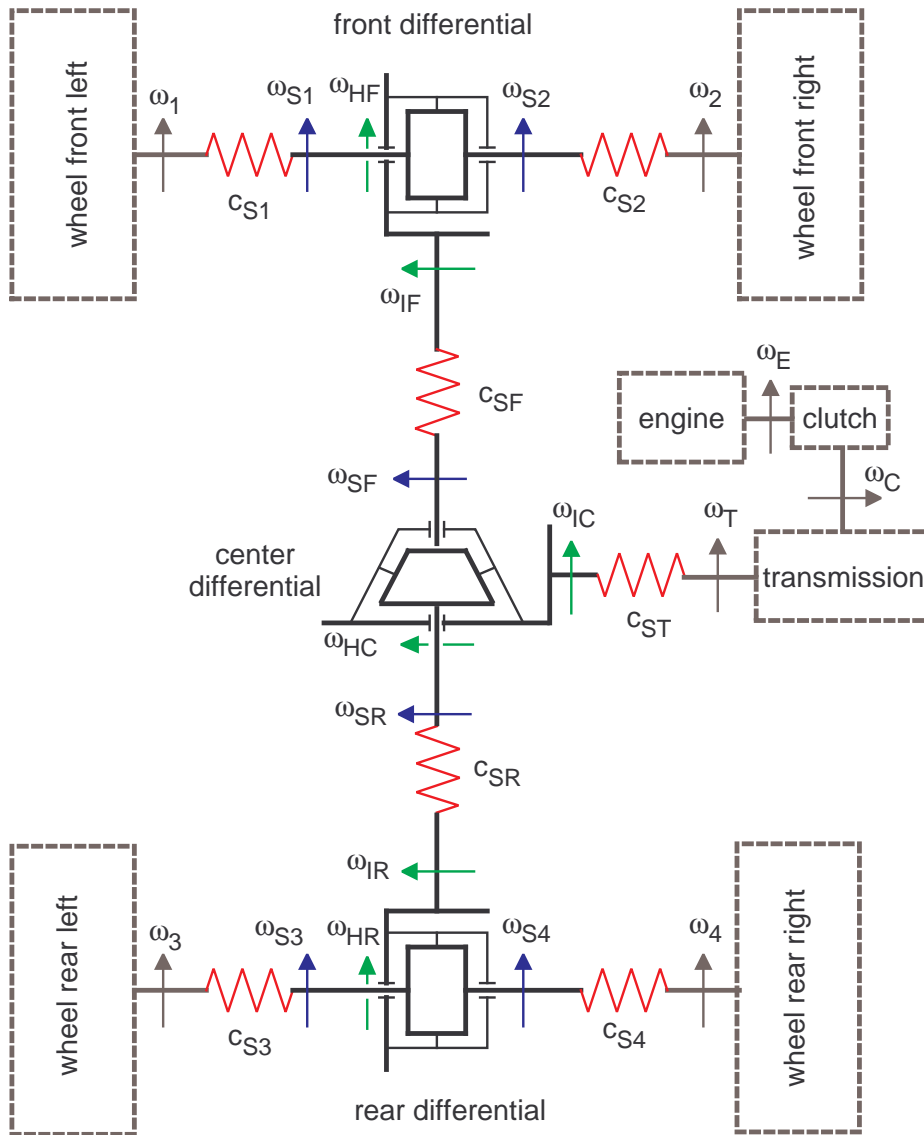 front differential
wheel front left
ω1
ωS1
ωHF
ωS2
ω2
wheel front right
cS1
cS2
ωIF
cSF
ωE
engine
clutch
ωSF
ωC
ωIC
ωT
center
differential
transmission
cST
ωHC
ωSR
cSR
ωIR
wheel rear left
ω3
ωS3
ωHR
ωS4
ω4
wheel rear right
cS3
cS4
rear differential